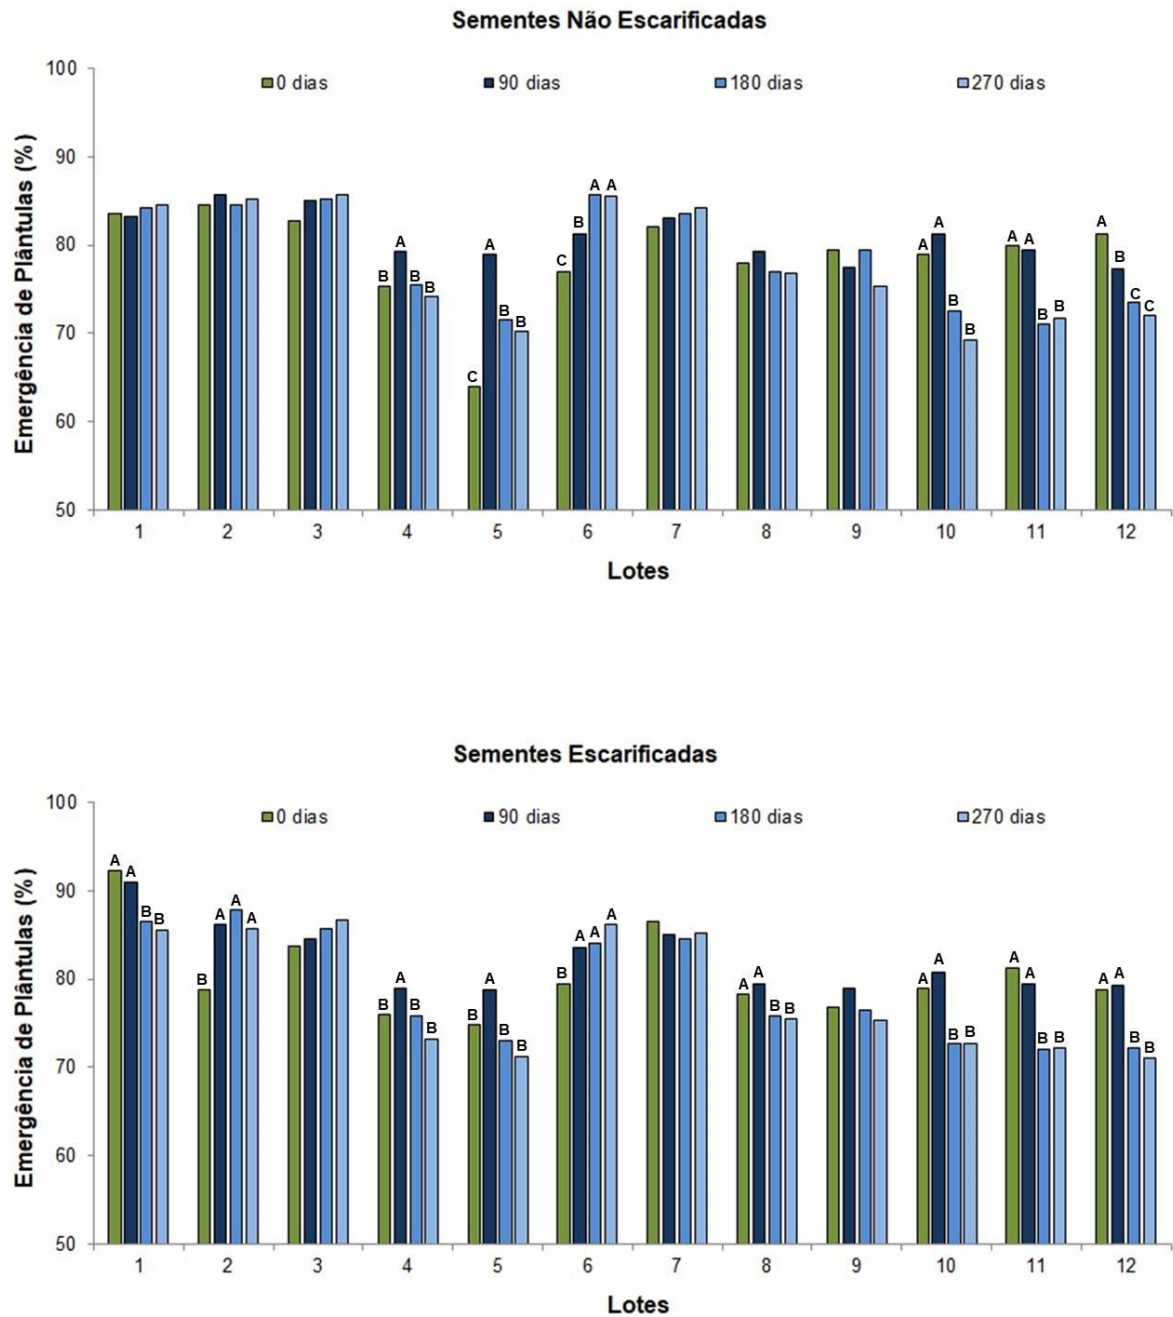 Sementes Não Escarificadas
100
0 dias 90 dias 180 dias 270 dias
90
A A
A A B A A A A
80
C A B
B B B B B B C C
70
C
60
50
1 2 3 4 5 6 7 8 9 10 11 12
Emergência de Plântulas (%)
Lotes
Sementes Escarificadas
100
0 dias 90 dias 180 dias 270 dias
A A
90
B B A A A A A A
80
B A A B A A A A A A A
B B B B B B B B B B B B
70
60
50
1 2 3 4 5 6 7 8 9 10 11 12
Emergência de Plântulas (%)
Lotes